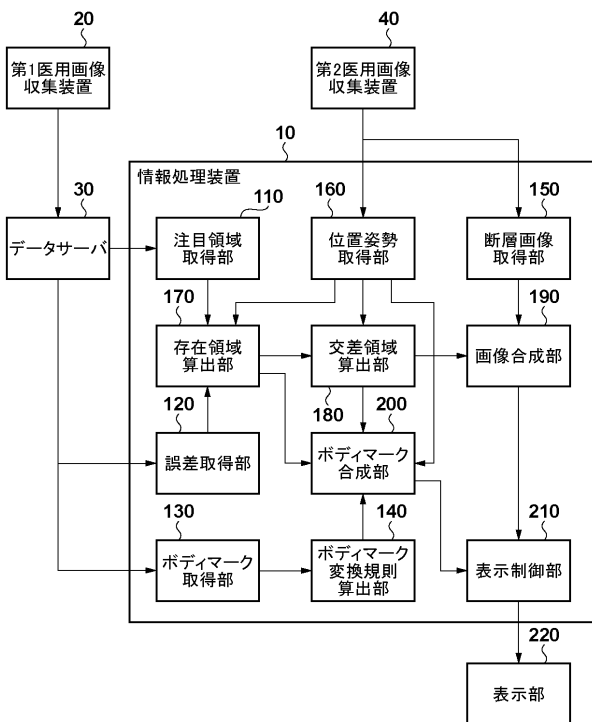 20
第1医用画像
収集装置
40
第2医用画像
収集装置
10
情報処理装置
30
データサーバ
110
注目領域
取得部
160
位置姿勢
取得部
150
断層画像
取得部
170
存在領域
算出部
180
交差領域
算出部
190
画像合成部
120
誤差取得部
200
ボディマーク
合成部
130
ボディマーク
取得部
140
ボディマーク
変換規則
算出部
210
表示制御部
220
表示部